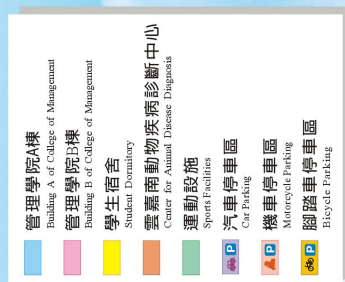 管理學院A棟
Building A of College of Management
管理學院B棟
Building B of College of Management
學生宿舍
Student Dormitory
雲嘉南動物疾病診斷中心
Center for Animal Disease Diagnosis
運動設施
Sports Facilities
P
汽車停車區
Car Parking
P
機車停車區
Motorcycle Parking
P
腳踏車停車區
Bicycle Parking